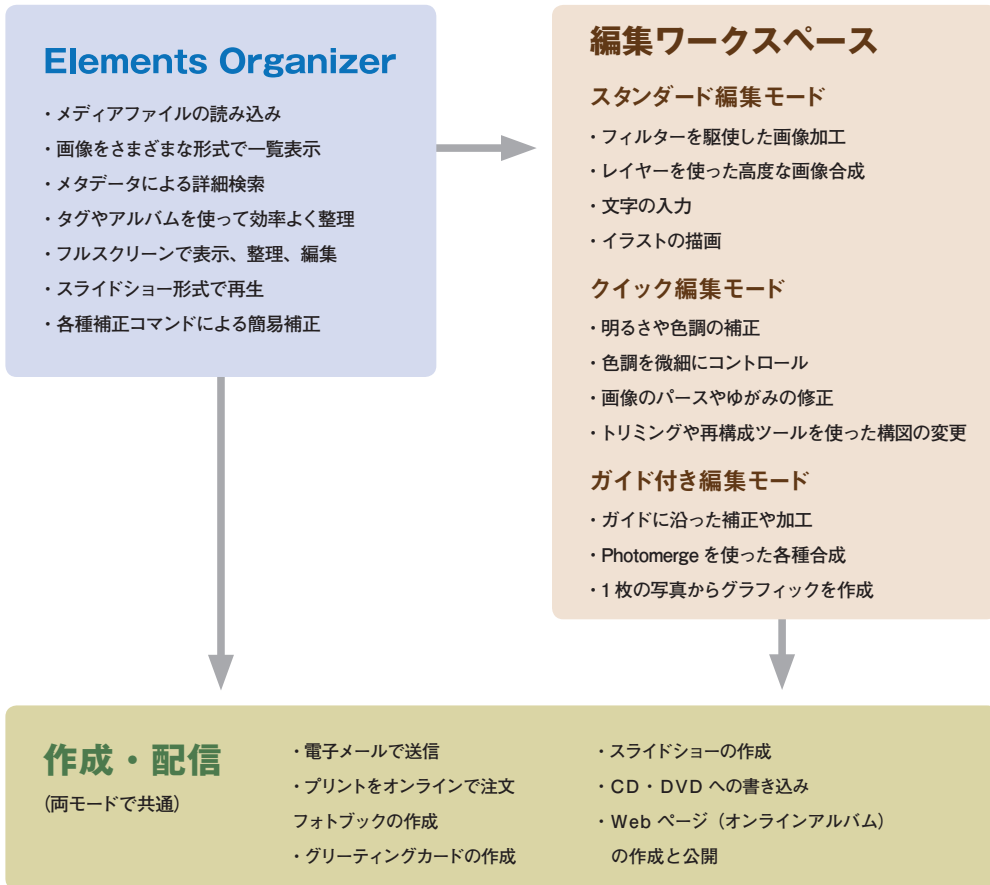 Elements Organizer
・メディアファイルの読み込み
・画像をさまざまな形式で一覧表示
・メタデータによる詳細検索
・タグやアルバムを使って効率よく整理
・フルスクリーンで表示、整理、編集
・スライドショー形式で再生
・各種補正コマンドによる簡易補正
編集ワークスペース
スタンダード編集モード
・フィルターを駆使した画像加工
・レイヤーを使った高度な画像合成
・文字の入力
・イラストの描画
クイック編集モード
・明るさや色調の補正
・色調を微細にコントロール
・画像のパースやゆがみの修正
・トリミングや再構成ツールを使った構図の変更
ガイド付き編集モード
・ガイドに沿った補正や加工
・Photomerge を使った各種合成
・1 枚の写真からグラフィックを作成
作成・配信
(両モードで共通)
・電子メールで送信
・プリントをオンラインで注文
フォトブックの作成
・グリーティングカードの作成
・スライドショーの作成
・CD・DVD への書き込み
・Web ページ（オンラインアルバム）
の作成と公開